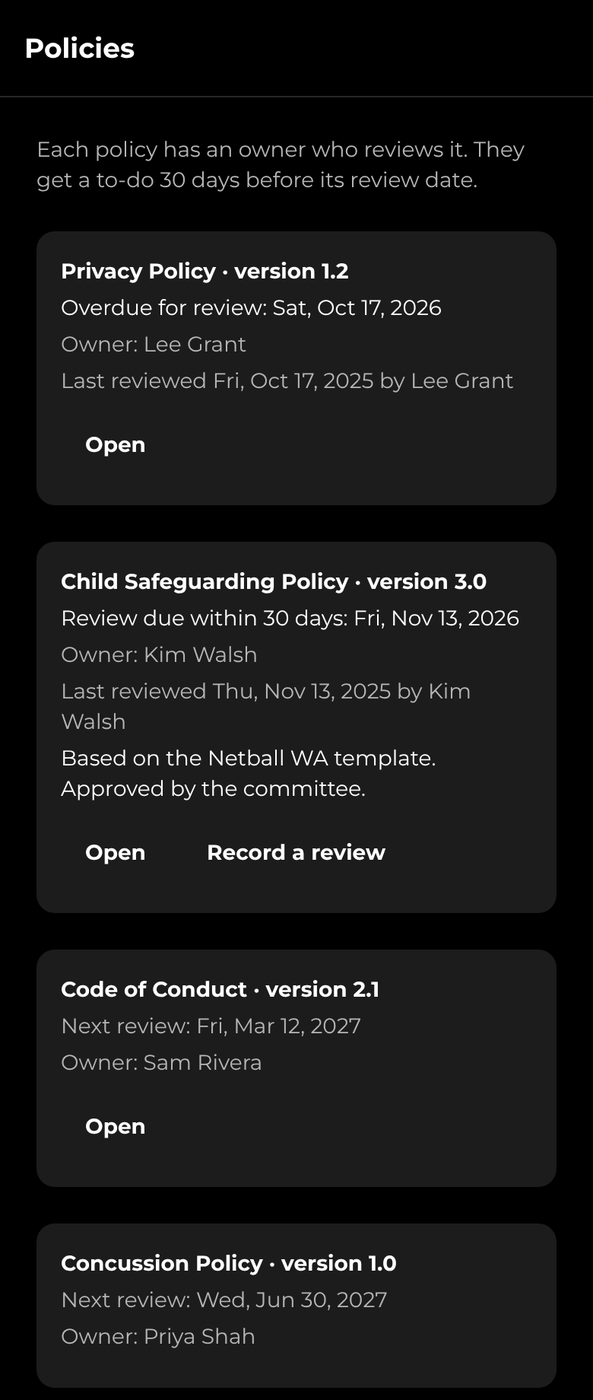 Policies
Each policy has an owner who reviews it. They
get a to-do 30 days before its review date.
Privacy Policy · version 1.2
Overdue for review: Sat, Oct 17, 2026
Owner: Lee Grant
Last reviewed Fri, Oct 17, 2025 by Lee Grant
Open
Child Safeguarding Policy · version 3.0
Review due within 30 days: Fri, Nov 13, 2026
Owner: Kim Walsh
Last reviewed Thu, Nov 13, 2025 by Kim
Walsh
Based on the Netball WA template.
Approved by the committee.
Open Record a review
Code of Conduct · version 2.1
Next review: Fri, Mar 12, 2027
Owner: Sam Rivera
Open
Concussion Policy · version 1.0
Next review: Wed, Jun 30, 2027
Owner: Priya Shah